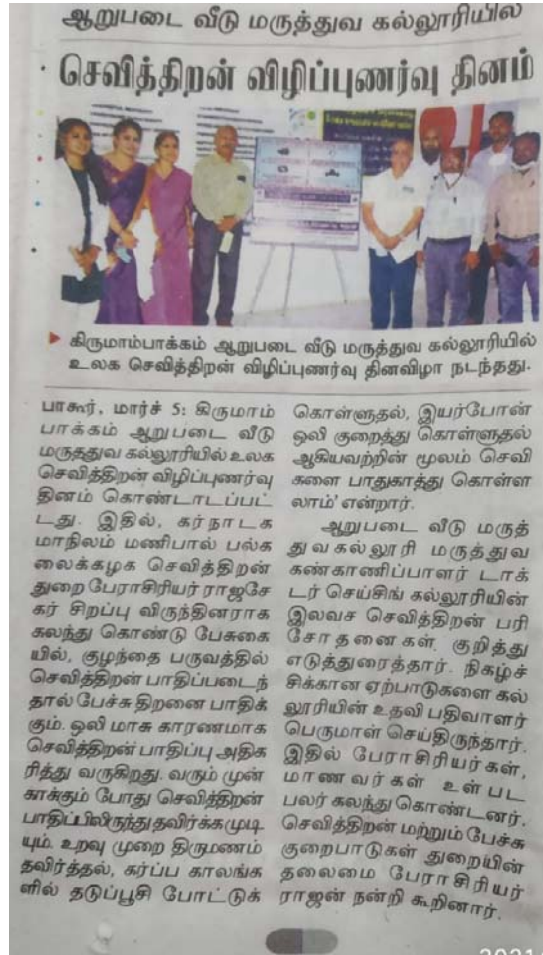 ஆறுபடை வீடு மருத்துவ கல்லூரியில்
செவித்திறன் விழிப்புணர்வு தினம்
கிருமாம்பாக்கம் ஆறுபடை வீடு மருத்துவ கல்லூரியில்
உலக செவித்திறன் விழிப்புணர்வு தினவிழா நடந்தது.
பாகூர், மார்ச் 5: கிருமாம்
பாக்கம் ஆறுபடை வீடு
மருததுவ கல்லூரியில் உலக
செவித்திறன் விழிப்புணர்வு
தினம் கொண்டாடப்பட்
டது. இதில், கர்நாடக
மாநிலம் மணிபால் பல்க
லைக்கழக செவித்திறன்
துறை பேராசிரியர் ராஜசே
கர் சிறப்பு விருந்தினராக
கலந்து கொண்டு பேசுகை
யில், குழந்தை பருவத்தில்
செவித்திறன் பாதிப்படைந்
தால் பேச்சு திறனை பாதிக்
கும். ஒலி மாசு காரணமாக
செவித்திறன் பாதிப்பு அதிக
ரித்து வருகிறது. வரும் முன்
காக்கும் போது செவித்திறன்
பாதிப்பிலிருந்து தவிர்க்க முடி
யும். உறவு முறை திருமணம்
தவிர்த்தல், கர்ப்ப காலங்க
ளில் தடுப்பூசி போட்டுக்
கொள்ளுதல், இயர்போன்
ஒலி குறைத்து கொள்ளுதல்
ஆகியவற்றின் மூலம் செவி
களை பாதுகாத்து கொள்ள
லாம்' என்றார்.
ஆறுபடை வீடு மருத்
துவகல்லூரி மருத்துவ
கண்காணிப்பாளர் டாக்
டர் செய்சிங் கல்லூரியின்
இலவச செவித்திறன் பரி
சோதனைகள் குறித்து
எடுத்துரைத்தார். நிகழ்ச்
சிக்கான ஏற்பாடுகளை கல்
லூரியின் உதவி பதிவாளர்
பெருமாள் செய்திருந்தார்.
இதில் பேராசிரியர்கள்,
மாணவர்கள் உள்பட
பலர் கலந்து கொண்டனர்.
செவித்திறன் மற்றும் பேச்சு
குறைபாடுகள் துறையின்
தலைமை பேராசிரியர்
ராஜன் நன்றி கூறினார்.